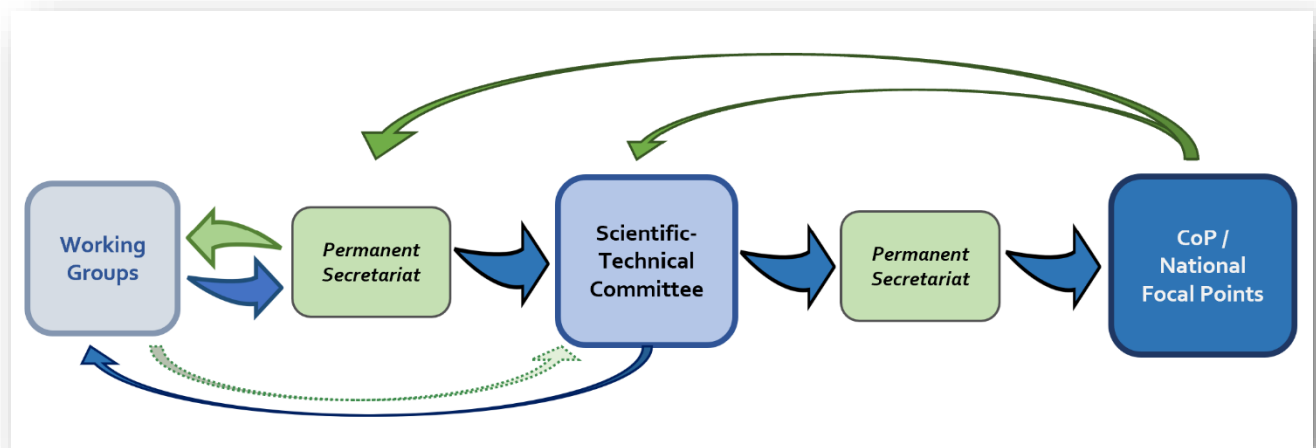 Working
Groups
Permanent
Secretariat
Scientific-
Technical
Committee
Permanent
Secretariat
CoP /
National
Focal Points